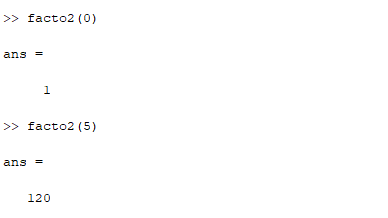 >> facto2(0)
ans =
1
>> facto2(5)
ans =
120